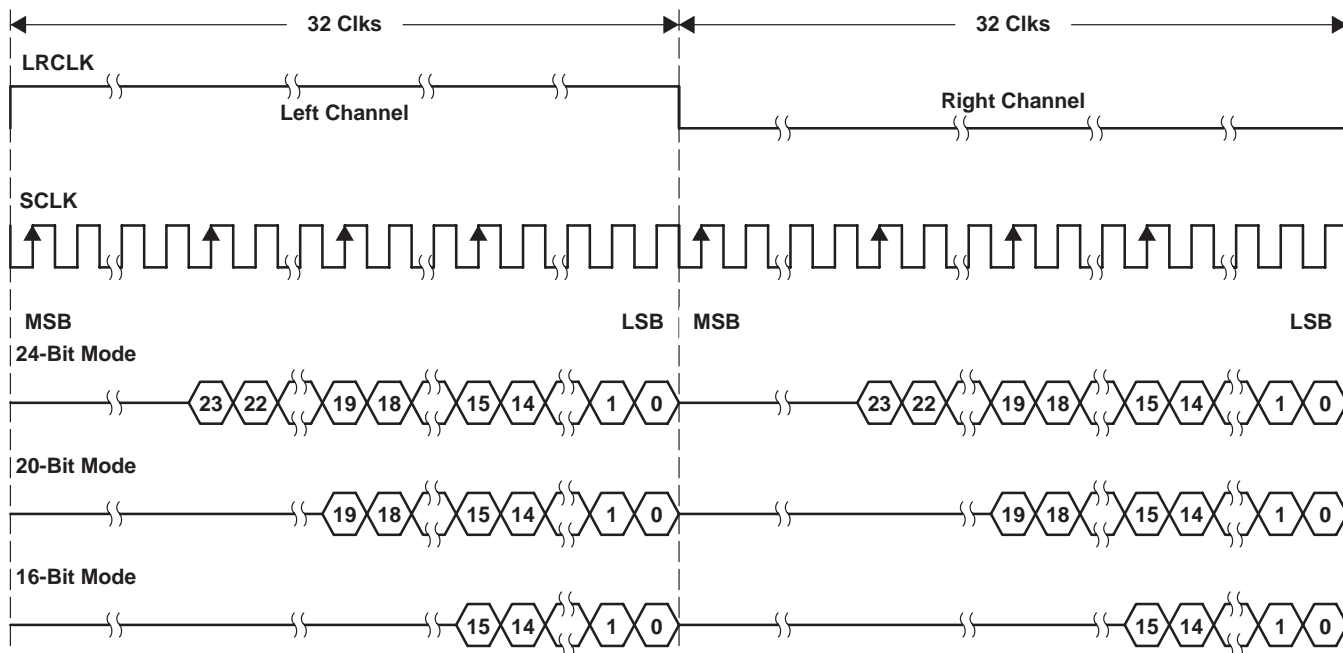 32 Clks 32 Clks
LRCLK
Left Channel Right Channel
SCLK
MSB LSB MSB LSB
24-Bit Mode
23 22 19 18 15 14 1 0 23 22 19 18 15 14 1 0
20-Bit Mode
19 18 15 14 1 0 19 18 15 14 1 0
16-Bit Mode
15 14 1 0 15 14 1 0